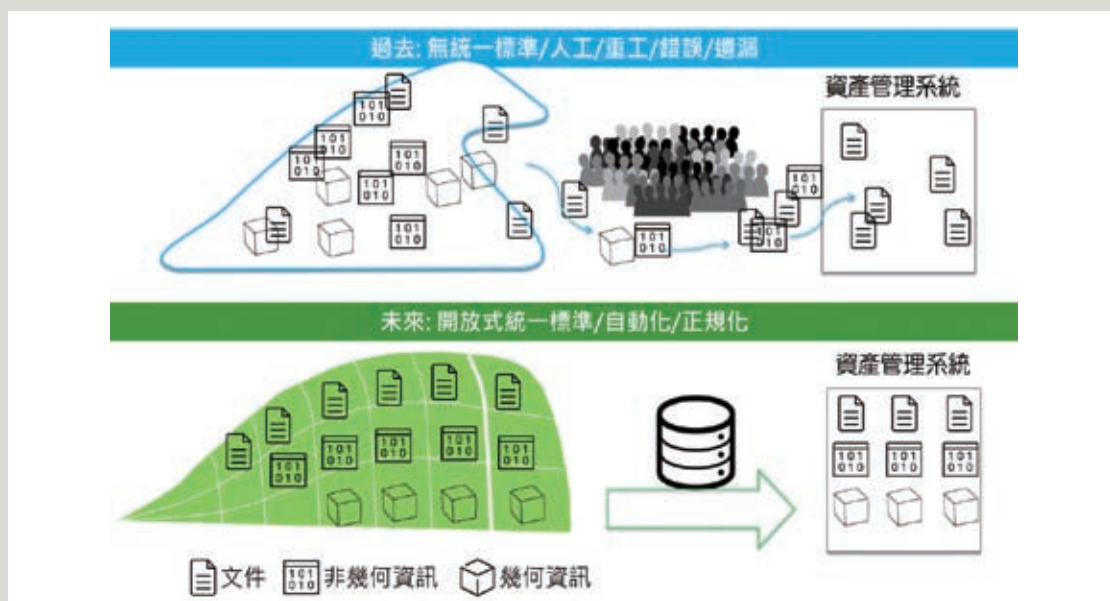 過去: 無統一標準/人工/重工/錯誤/遺漏
資產管理系統
未來: 開放式統一標準/自動化/正規化
資產管理系統
文件
101
010
非幾何資訊
幾何資訊